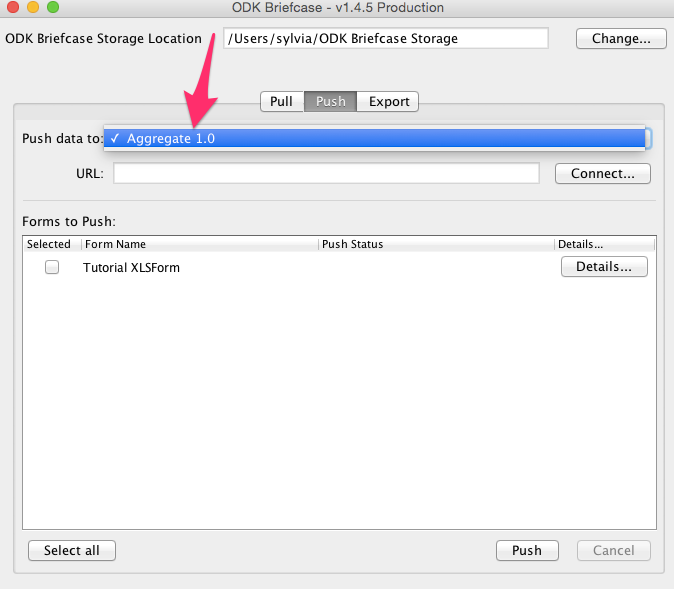 ODK Briefcase - v1.4.5 Production
ODK Briefcase Storage Location /Users/sylvia/ODK Briefcase Storage Change...
Pull Push Export
Push data to: ✓ Aggregate 1.0
URL: Connect...
Forms to Push:
Selected Form Name Push Status Details...
Tutorial XLSForm Details...
Select all Push Cancel